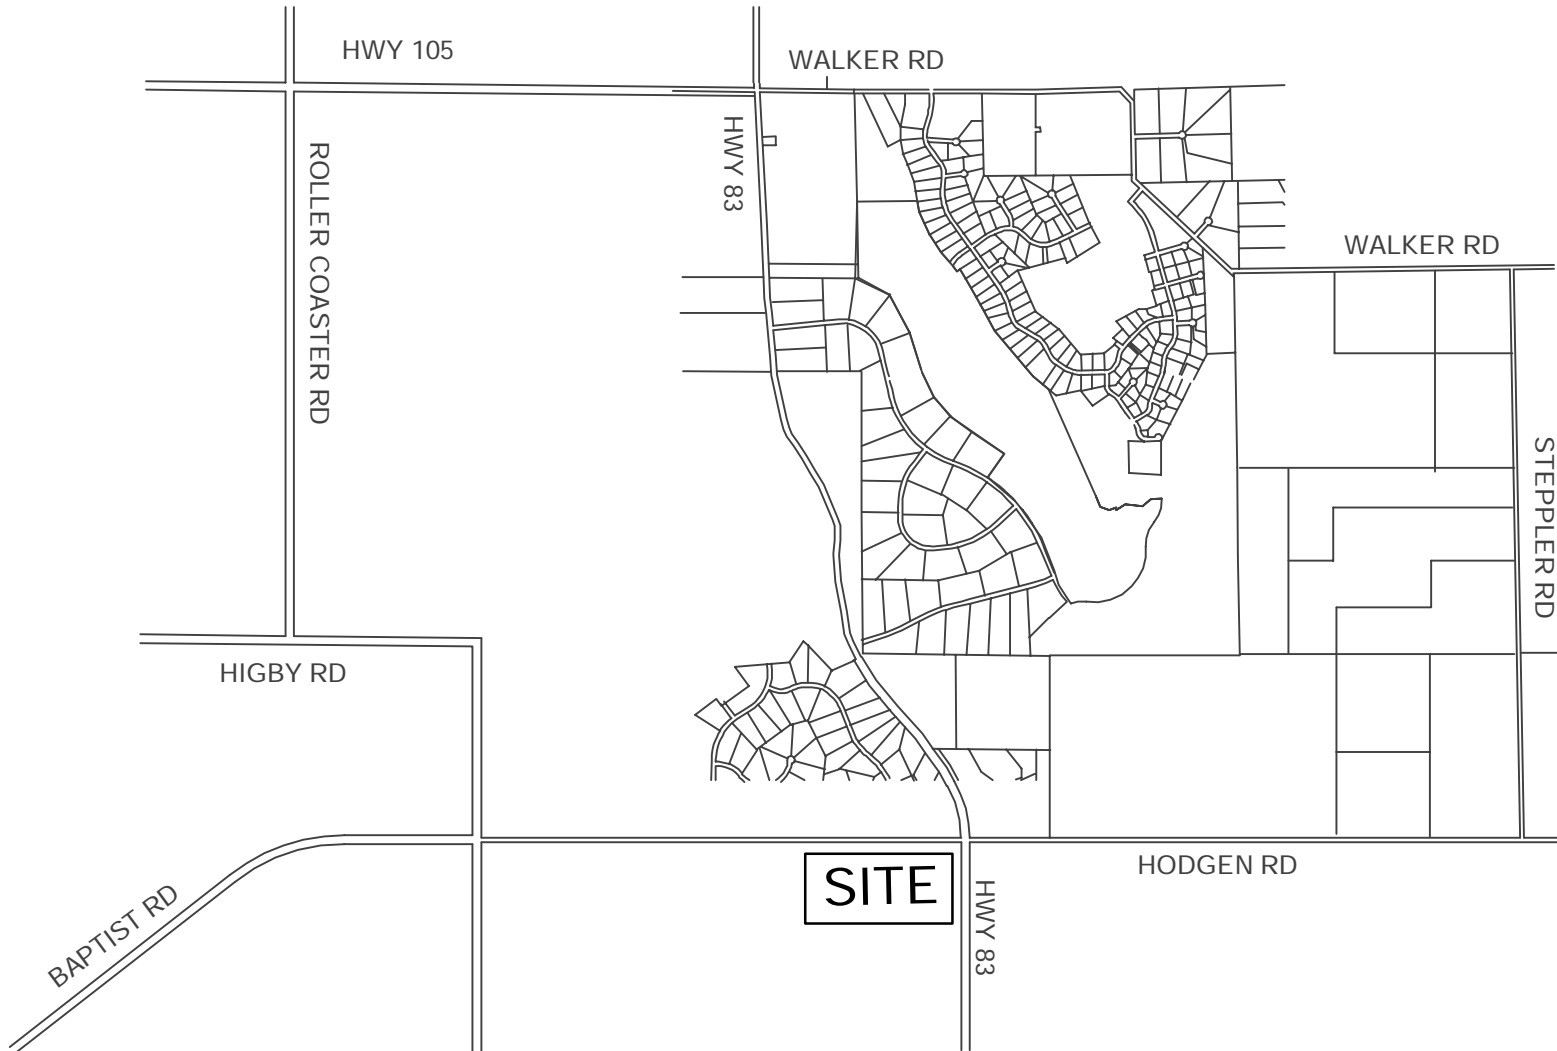 HWY 105
WALKER RD
HWY 83
ROLLER COASTER RD
WALKER RD
STEPPLER RD
HIGBY RD
SITE
HODGEN RD
HWY 83
BAPTIST RD